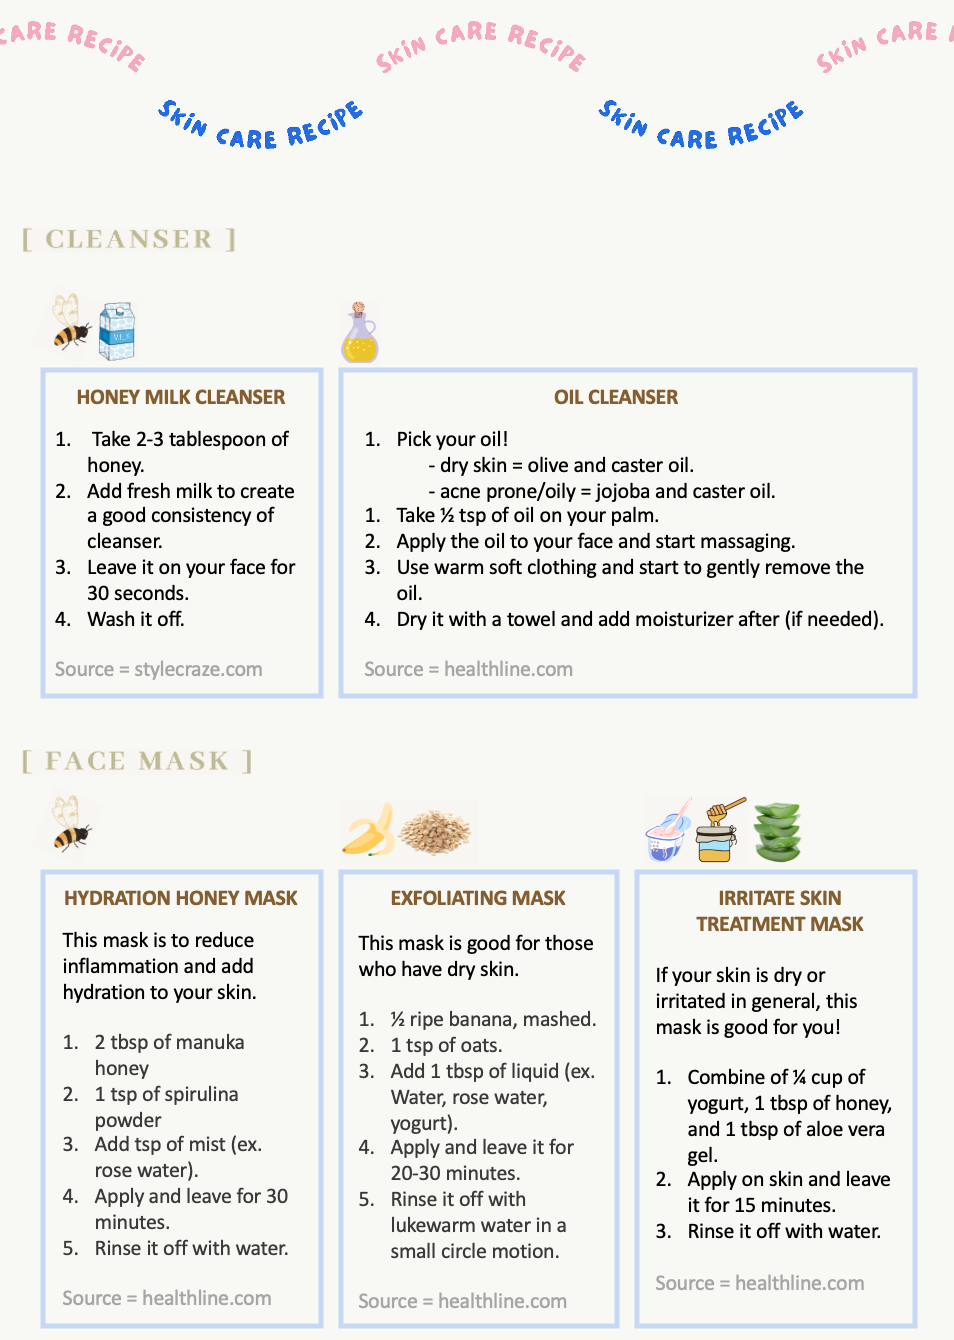 CARE RECiPE
SKiN CARE RECiPE
SKiN CARE RE
SKiN CARE RECiPE
SKiN CARE RECiPE
[ CLEANSER ]
MILK
HONEY MILK CLEANSER
1. Take 2-3 tablespoon of
honey.
2. Add fresh milk to create
a good consistency of
cleanser.
3. Leave it on your face for
30 seconds.
4. Wash it off.
Source = stylecraze.com
OIL CLEANSER
1. Pick your oil!
- dry skin = olive and caster oil.
- acne prone/oily = jojoba and caster oil.
1. Take ½ tsp of oil on your palm.
2. Apply the oil to your face and start massaging.
3. Use warm soft clothing and start to gently remove the
oil.
4. Dry it with a towel and add moisturizer after (if needed).
Source = healthline.com
[ FACE MASK ]
HYDRATION HONEY MASK
This mask is to reduce
inflammation and add
hydration to your skin.
1. 2 tbsp of manuka
honey
2. 1 tsp of spirulina
powder
3. Add tsp of mist (ex.
rose water).
4. Apply and leave for 30
minutes.
5. Rinse it off with water.
Source = healthline.com
EXFOLIATING MASK
This mask is good for those
who have dry skin.
1. ½ ripe banana, mashed.
2. 1 tsp of oats.
3. Add 1 tbsp of liquid (ex.
Water, rose water,
yogurt).
4. Apply and leave it for
20-30 minutes.
5. Rinse it off with
lukewarm water in a
small circle motion.
Source = healthline.com
IRRITATE SKIN
TREATMENT MASK
If your skin is dry or
irritated in general, this
mask is good for you!
1. Combine of ¼ cup of
yogurt, 1 tbsp of honey,
and 1 tbsp of aloe vera
gel.
2. Apply on skin and leave
it for 15 minutes.
3. Rinse it off with water.
Source = healthline.com